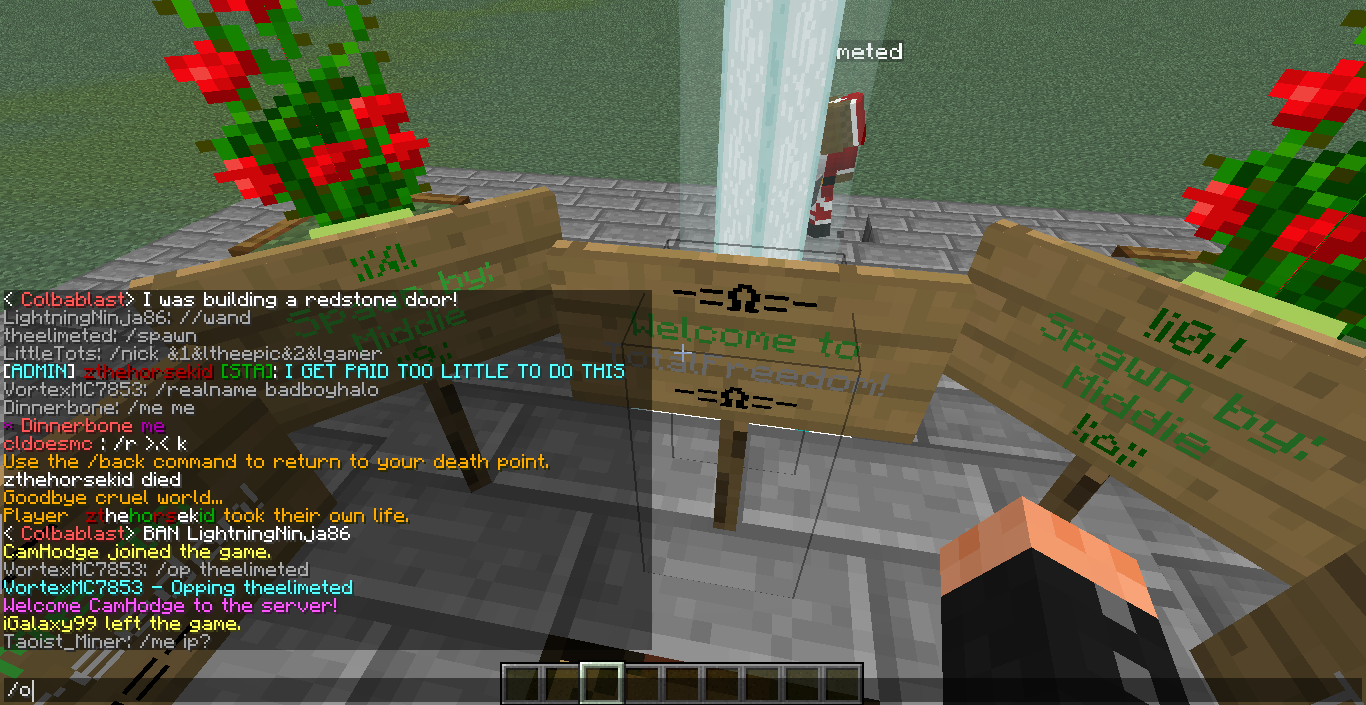 meted
!¡X¡!
Spawn by:
Middie
!¡9¡!
-=Ω=-
Welcome to
TotalFreedom!
-=Ω=-
!¡0¡!
Spawn by:
Middie
!¡o¡!
< Colbablast> I was building a redstone door!
LightningNinja86: //wand
theelimeted: /spawn
LittleTots: /nick &1&ltheepic&2&lgamer
[ADMIN] zthehorsekid [STA]: I GET PAID TOO LITTLE TO DO THIS
VortexMC7853: /realname badboyhalo
Dinnerbone: /me me
* Dinnerbone me
cldoesmc : /r >.< k
Use the /back command to return to your death point.
zthehorsekid died
Goodbye cruel world...
Player zthehorsekid took their own life.
< Colbablast> BAN LightningNinja86
CamHodge joined the game.
VortexMC7853: /op theelimeted
VortexMC7853 - Opping theelimeted
Welcome CamHodge to the server!
iGalaxy99 left the game.
Taoist_Miner: /me ip?
/o